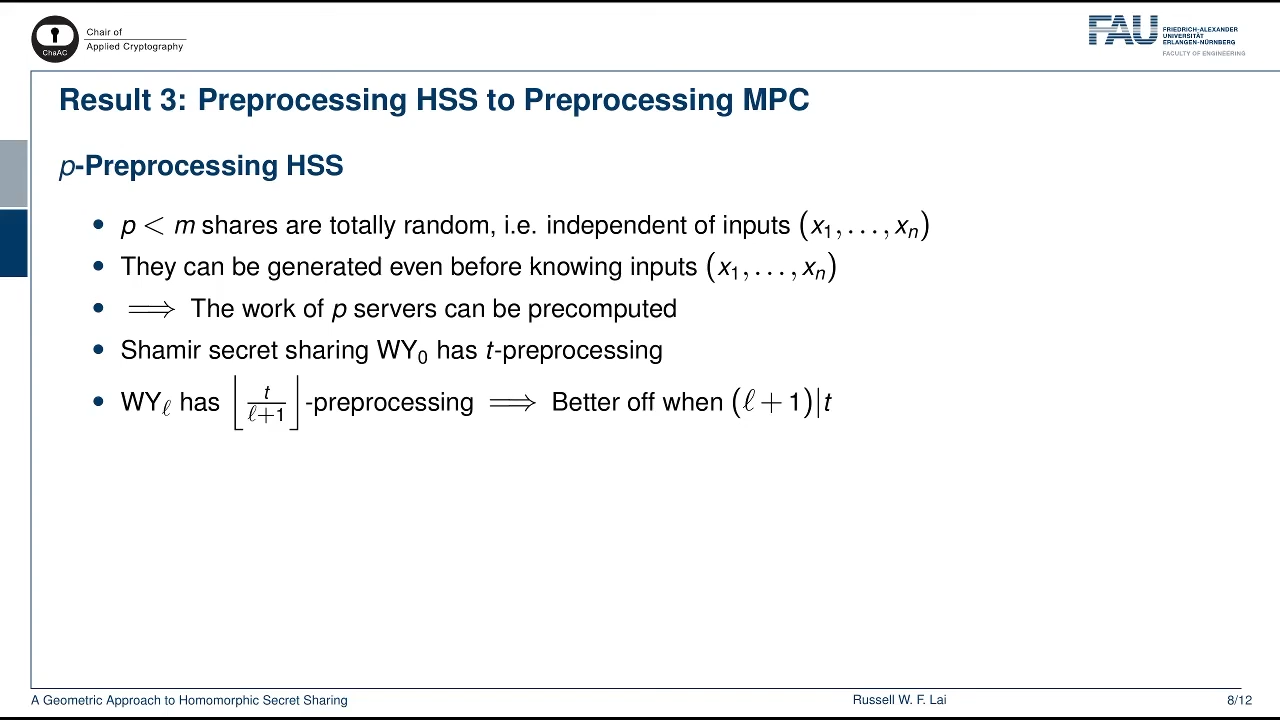 Chair of
Applied Cryptography
ChaAC
FAU
FRIEDRICH-ALEXANDER
UNIVERSITÄT
ERLANGEN-NÜRNBERG
FACULTY OF ENGINEERING
Result 3: Preprocessing HSS to Preprocessing MPC
p-Preprocessing HSS
• p < m shares are totally random, i.e. independent of inputs (x₁, . . . , xₙ)
• They can be generated even before knowing inputs (x₁, . . . , xₙ)
• ⟹ The work of p servers can be precomputed
• Shamir secret sharing WY₀ has t-preprocessing
• WY_ℓ has ⌊t/(ℓ+1)⌋-preprocessing ⟹ Better off when (ℓ + 1)|t
A Geometric Approach to Homomorphic Secret Sharing
Russell W. F. Lai
8/12